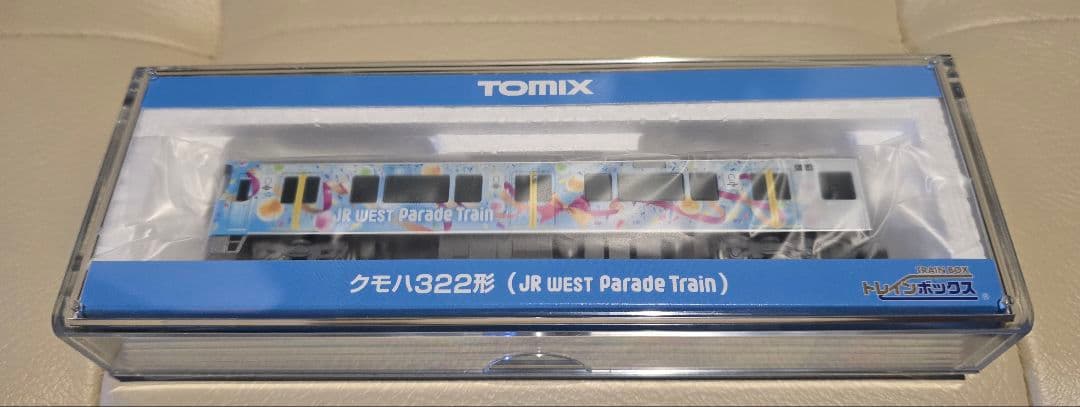 TOMIX
JR WEST Parade Train
クモハ322形 (JR WEST Parade Train)
TRAIN BOX
トレインボックス®